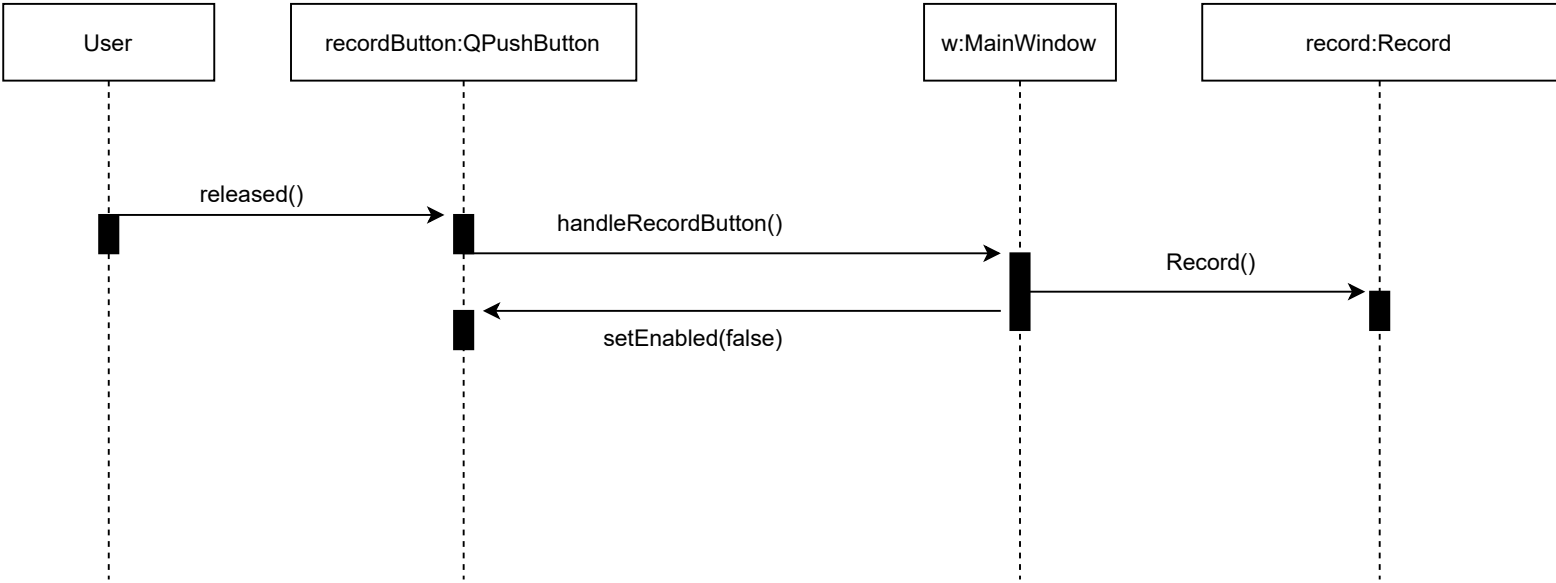 User
recordButton:QPushButton
w:MainWindow
record:Record
released()
handleRecordButton()
Record()
setEnabled(false)